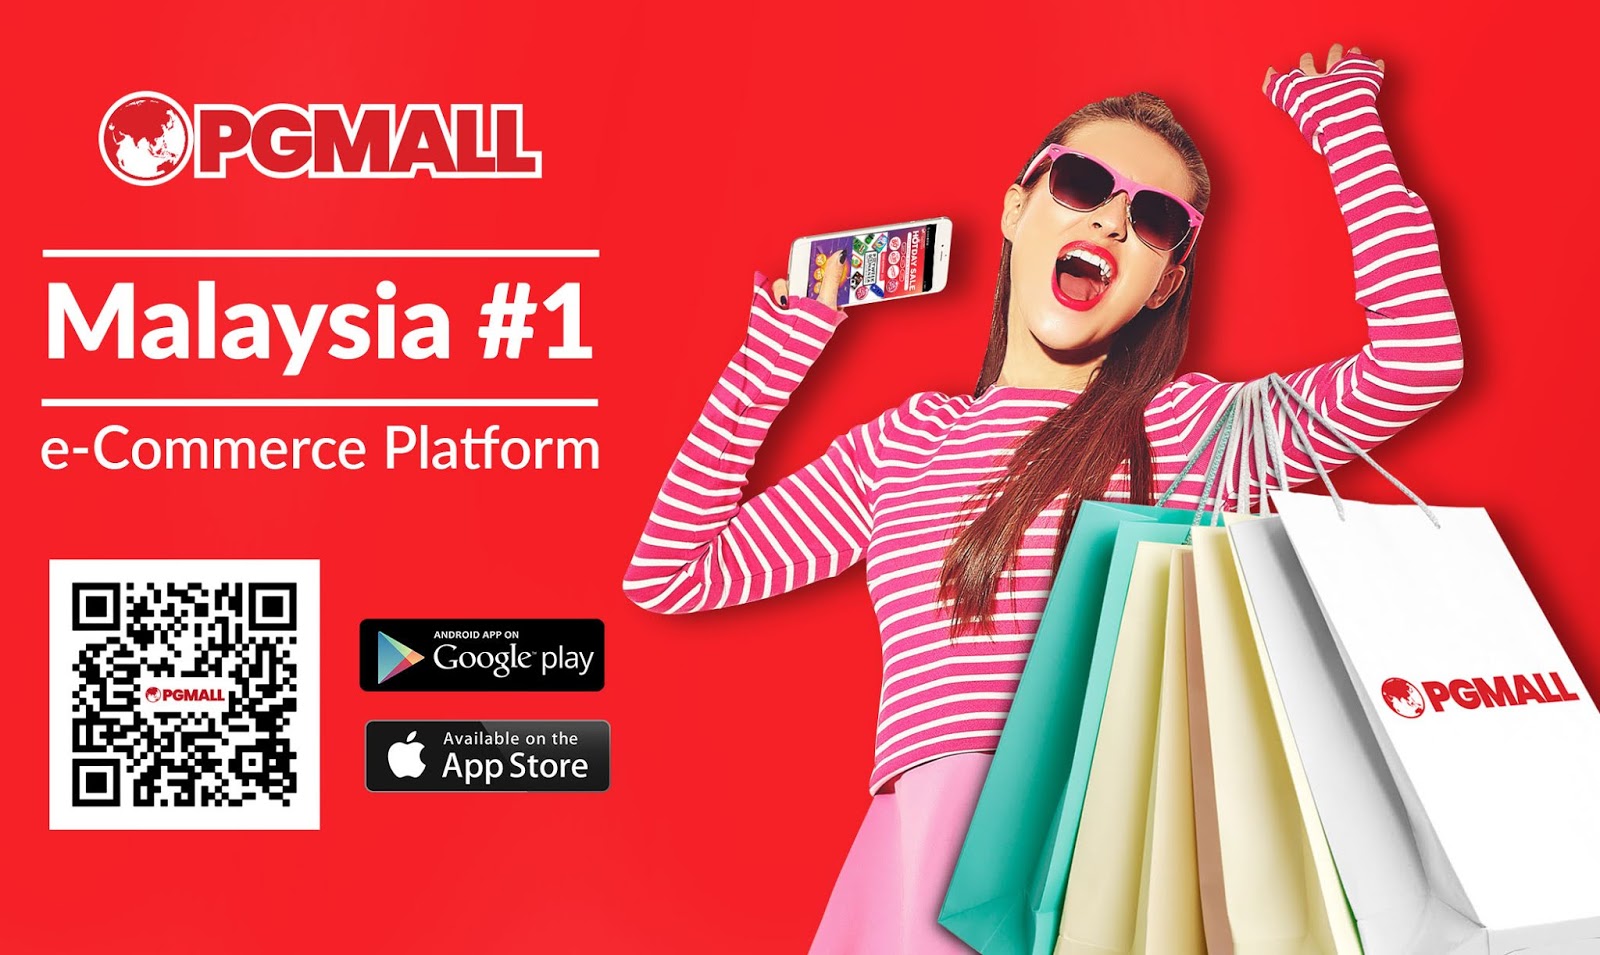 PGMALL
Malaysia #1
e-Commerce Platform
PGMALL
ANDROID APP ON
Google play
Available on the
App Store
HOTDAY SALE
PGMALL